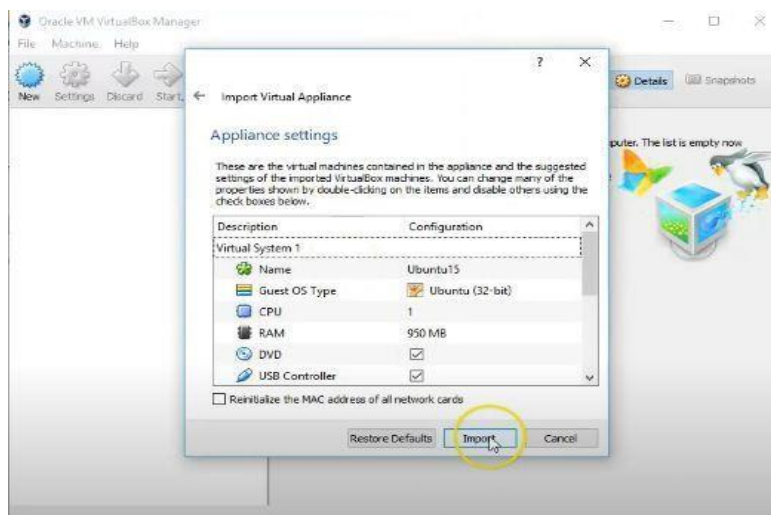 Oracle VM VirtualBox Manager
File Machine Help
? ×
New Settings Discard Start
Details Snapshots
← Import Virtual Appliance
Appliance settings
puter. The list is empty now
These are the virtual machines contained in the appliance and the suggested
settings of the imported VirtualBox machines. You can change many of the
properties shown by double-clicking on the items and disable others using the
check boxes below.
Description Configuration
Virtual System 1
Name Ubuntu15
Guest OS Type Ubuntu (32-bit)
CPU 1
RAM 950 MB
DVD
USB Controller
Reinitialize the MAC address of all network cards
Restore Defaults Import Cancel